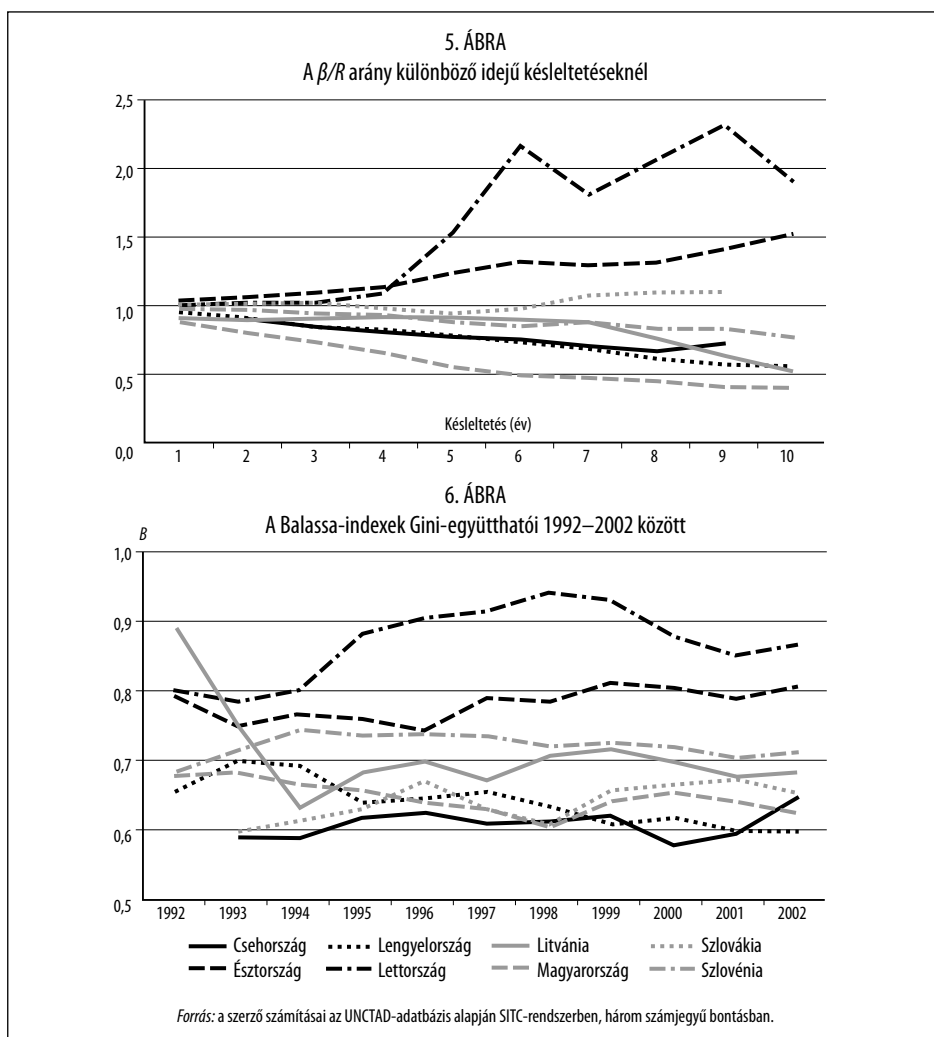 5. ÁBRA
A β/R arány különböző idejű késleltetéseknél
2,5
2,0
1,5
1,0
0,5
0,0
Késleltetés (év)
1 2 3 4 5 6 7 8 9 10
6. ÁBRA
A Balassa-indexek Gini-együtthatói 1992–2002 között
B
1,0
0,9
0,8
0,7
0,6
0,5
1992 1993 1994 1995 1996 1997 1998 1999 2000 2001 2002
Csehország Lengyelország Litvánia Szlovákia
Észtország Lettország Magyarország Szlovénia
Forrás: a szerző számításai az UNCTAD-adatbázis alapján SITC-rendszerben, három számjegyű bontásban.